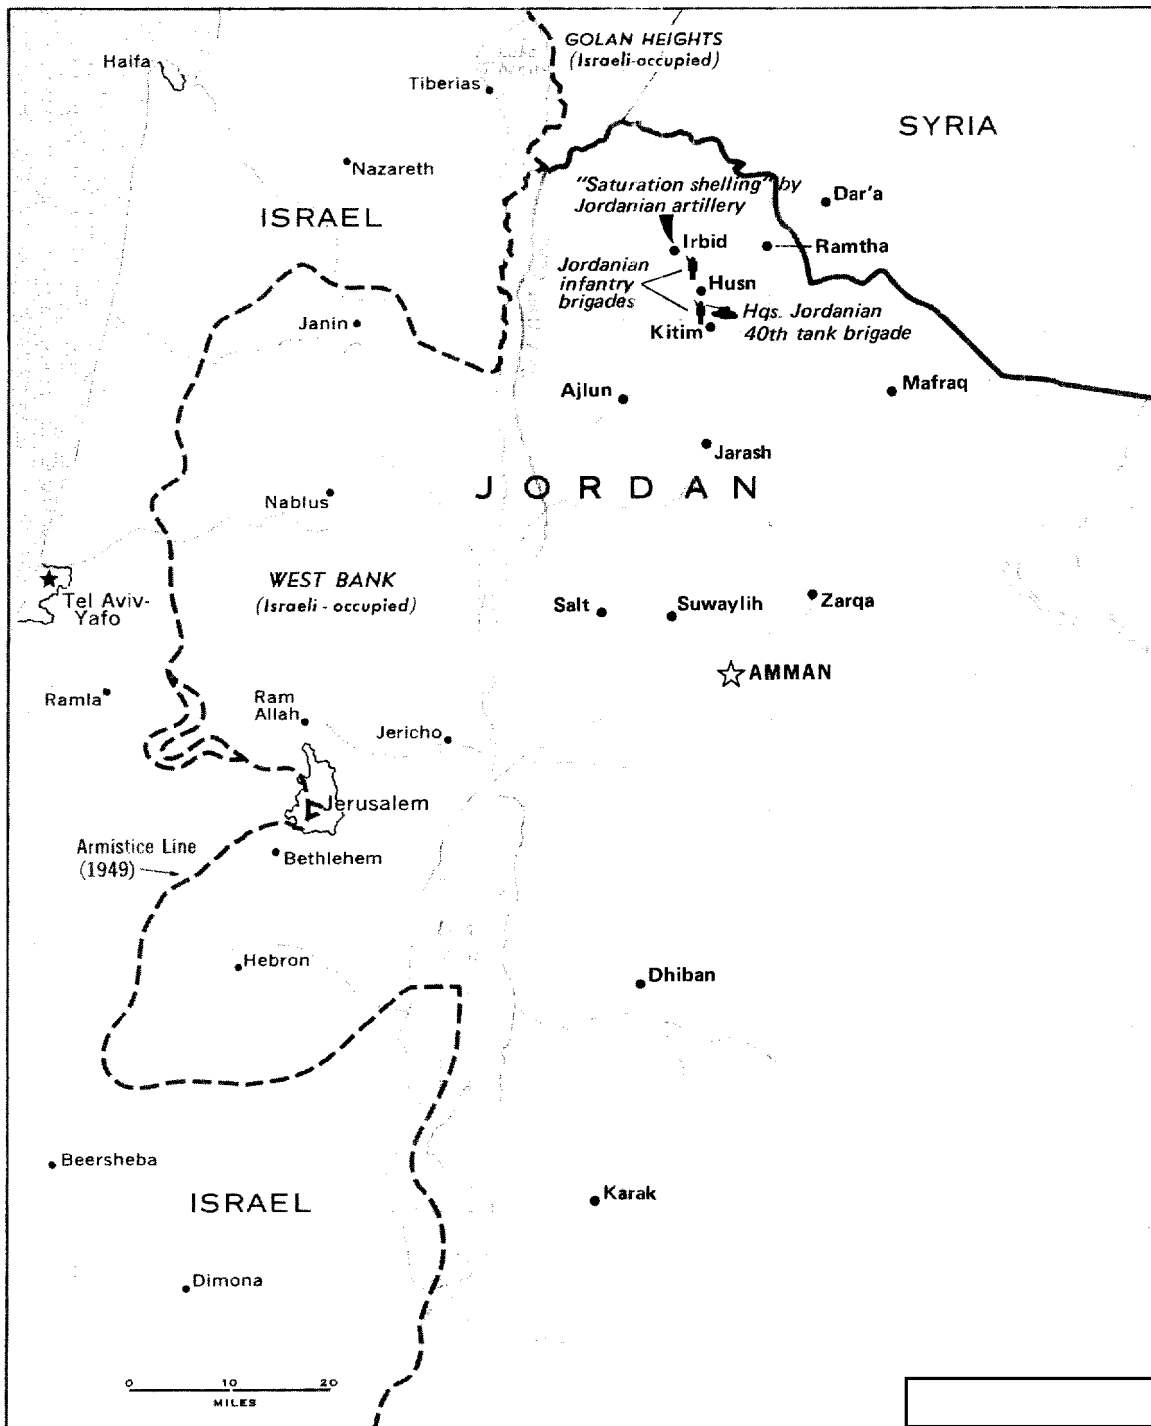 GOLAN HEIGHTS
(Israeli-occupied)
Haifa
Tiberias
SYRIA
Nazareth
"Saturation shelling" by
Jordanian artillery
Dar'a
ISRAEL
Irbid
Ramtha
Jordanian
infantry
brigades
Husn
Janin
Kitim
Hqs. Jordanian
40th tank brigade
Ajlun
Mafraq
Jarash
JORDAN
Nablus
WEST BANK
(Israeli - occupied)
Tel Aviv-
Yafo
Salt
Suwaylih
Zarqa
AMMAN
Ramla
Ram
Allah
Jericho
Jerusalem
Armistice Line
(1949)
Bethlehem
Hebron
Dhiban
Beersheba
ISRAEL
Karak
Dimona
0 10 20
MILES